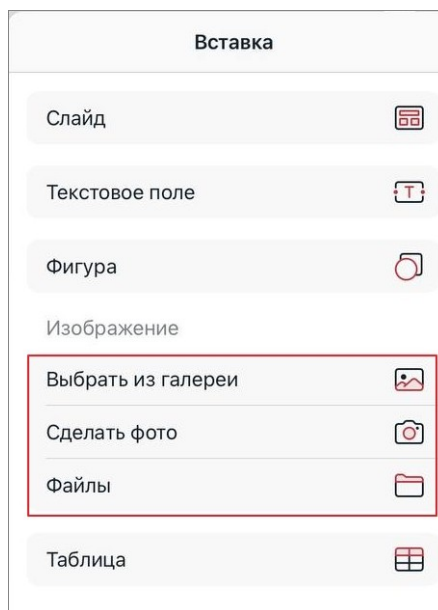 Вставка
Слайд
Текстовое поле
T
Фигура
Изображение
Выбрать из галереи
Сделать фото
Файлы
Таблица